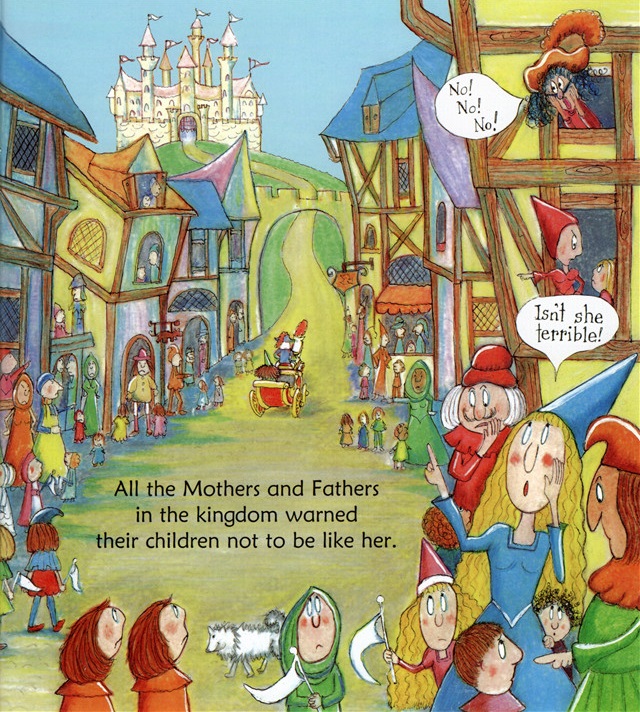 No!
No!
No!
Isn't she
terrible!
All the Mothers and Fathers
in the kingdom warned
their children not to be like her.